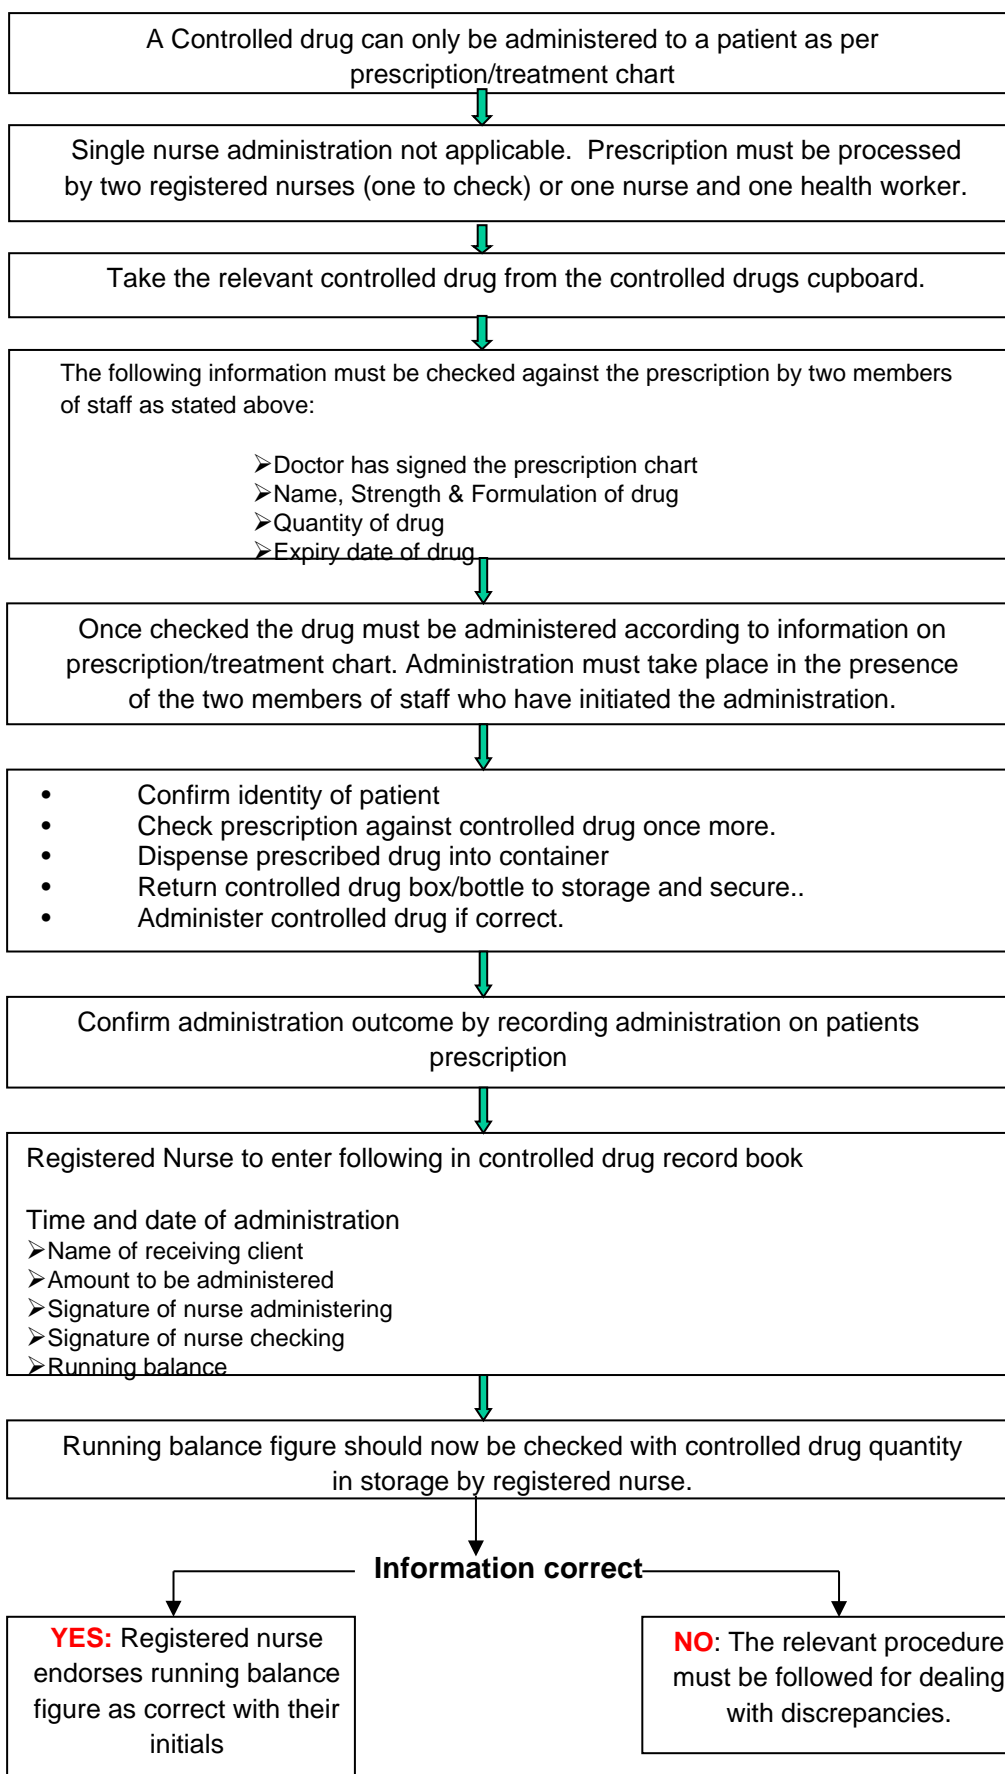 A Controlled drug can only be administered to a patient as per
prescription/treatment chart
Single nurse administration not applicable.  Prescription must be processed
by two registered nurses (one to check) or one nurse and one health worker.
Take the relevant controlled drug from the controlled drugs cupboard.
The following information must be checked against the prescription by two members
of staff as stated above:
➢Doctor has signed the prescription chart
➢Name, Strength & Formulation of drug
➢Quantity of drug
➢Expiry date of drug
Once checked the drug must be administered according to information on
prescription/treatment chart. Administration must take place in the presence
of the two members of staff who have initiated the administration.
• Confirm identity of patient
• Check prescription against controlled drug once more.
• Dispense prescribed drug into container
• Return controlled drug box/bottle to storage and secure..
• Administer controlled drug if correct.
Confirm administration outcome by recording administration on patients
prescription
Registered Nurse to enter following in controlled drug record book
Time and date of administration
➢Name of receiving client
➢Amount to be administered
➢Signature of nurse administering
➢Signature of nurse checking
➢Running balance
Running balance figure should now be checked with controlled drug quantity
in storage by registered nurse.
Information correct
YES: Registered nurse
endorses running balance
figure as correct with their
initials
NO: The relevant procedure
must be followed for dealing
with discrepancies.